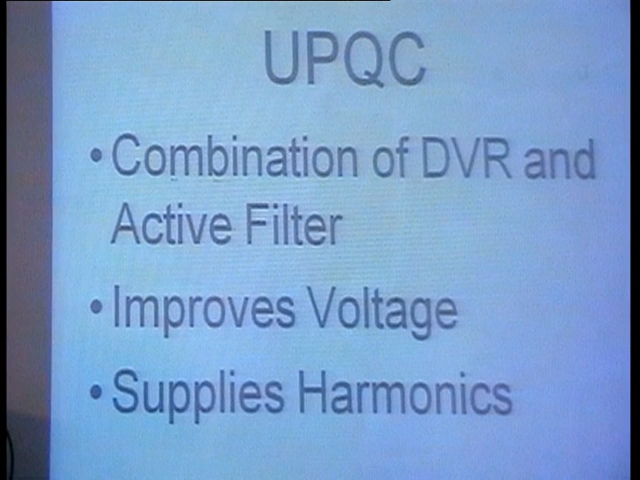 UPQC
• Combination of DVR and
Active Filter
• Improves Voltage
• Supplies Harmonics